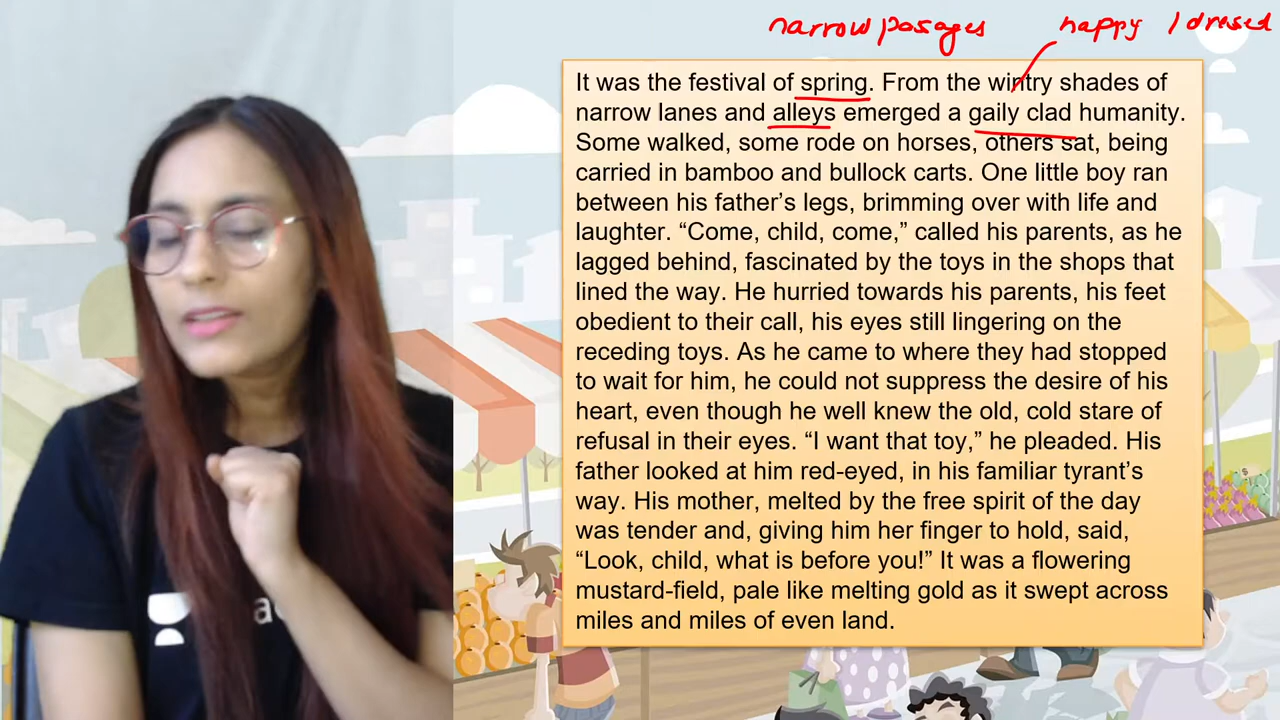 narrow pasages happy / dressed
It was the festival of spring. From the wintry shades of
narrow lanes and alleys emerged a gaily clad humanity.
Some walked, some rode on horses, others sat, being
carried in bamboo and bullock carts. One little boy ran
between his father’s legs, brimming over with life and
laughter. “Come, child, come,” called his parents, as he
lagged behind, fascinated by the toys in the shops that
lined the way. He hurried towards his parents, his feet
obedient to their call, his eyes still lingering on the
receding toys. As he came to where they had stopped
to wait for him, he could not suppress the desire of his
heart, even though he well knew the old, cold stare of
refusal in their eyes. “I want that toy,” he pleaded. His
father looked at him red-eyed, in his familiar tyrant’s
way. His mother, melted by the free spirit of the day
was tender and, giving him her finger to hold, said,
“Look, child, what is before you!” It was a flowering
mustard-field, pale like melting gold as it swept across
miles and miles of even land.